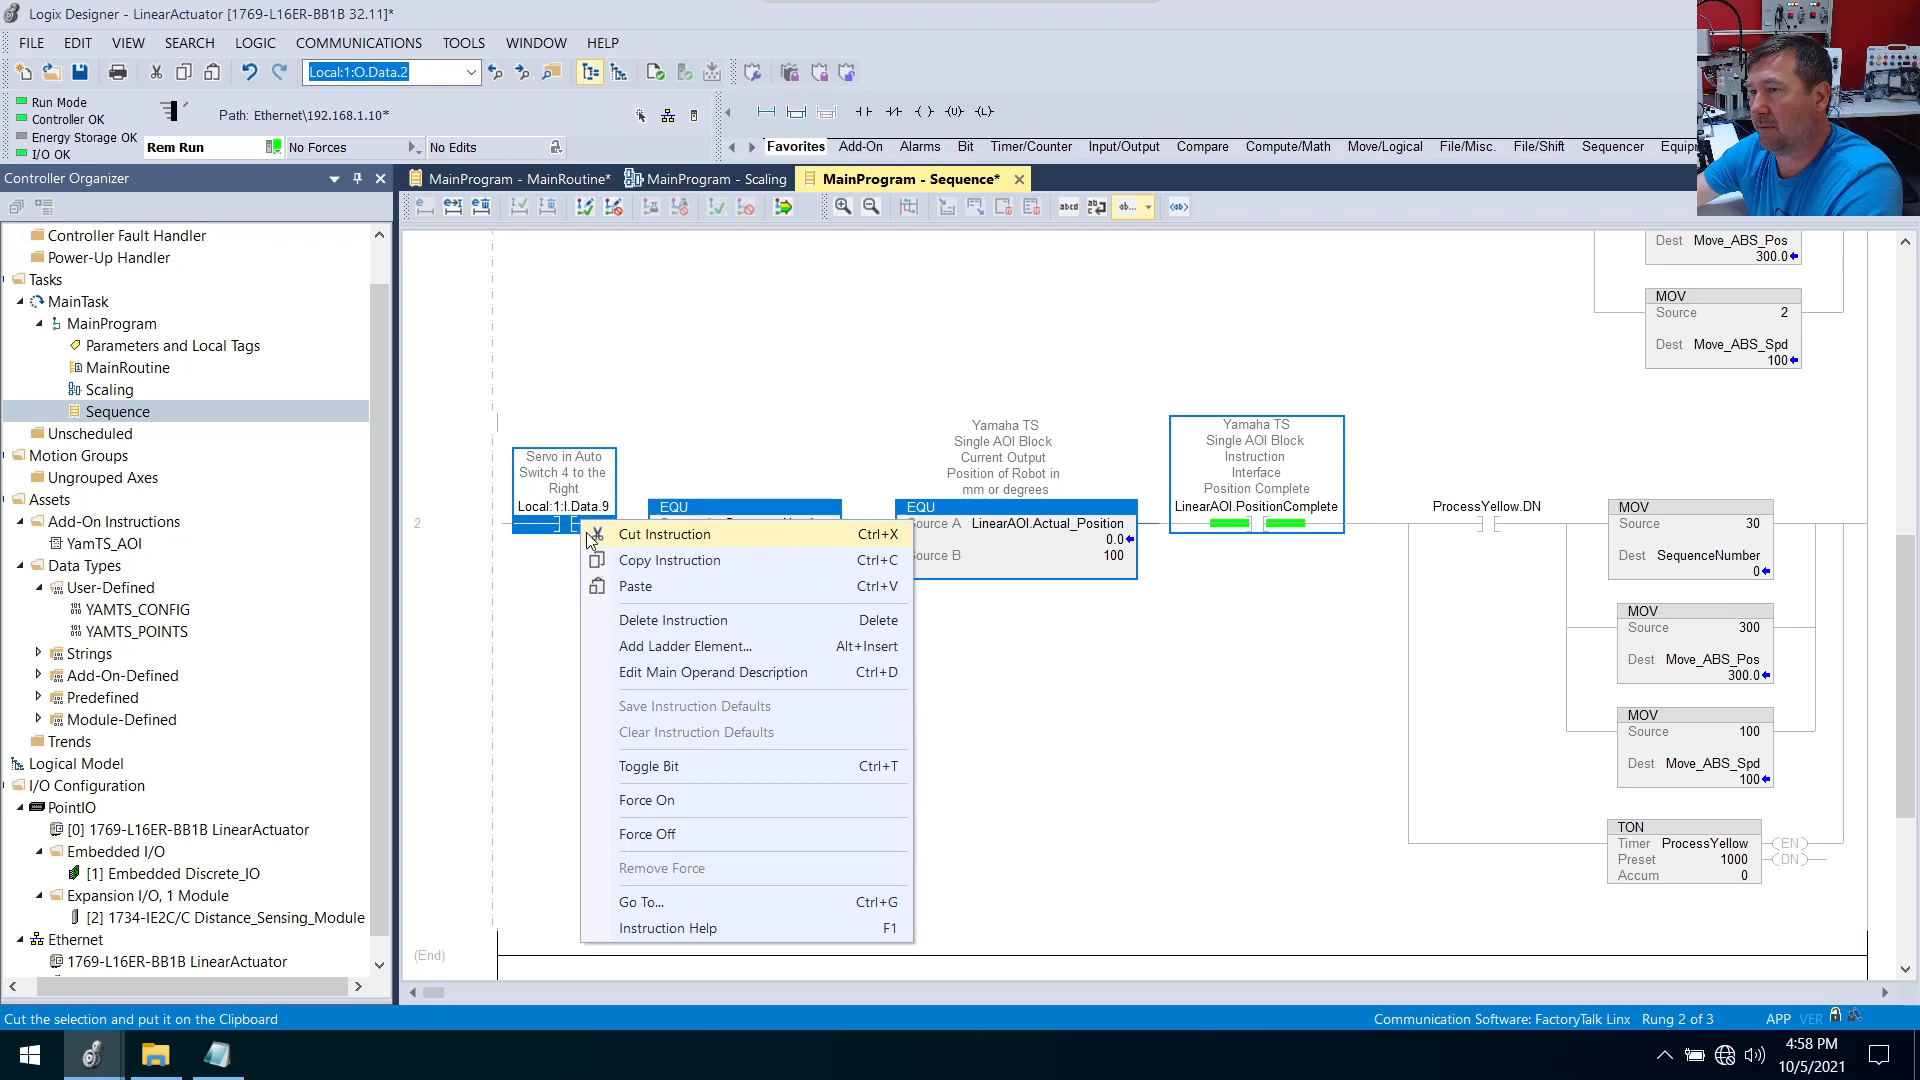 Logix Designer - LinearActuator [1769-L16ER-BB1B 32.11]*
FILE EDIT VIEW SEARCH LOGIC COMMUNICATIONS TOOLS WINDOW HELP
Local:1:O.Data.2
Run Mode
Controller OK
Energy Storage OK
I/O OK
Path: Ethernet\192.168.1.10*
Rem Run No Forces No Edits
Favorites Add-On Alarms Bit Timer/Counter Input/Output Compare Compute/Math Move/Logical File/Misc. File/Shift Sequencer
Controller Organizer
MainProgram - MainRoutine* MainProgram - Scaling MainProgram - Sequence*
Controller Fault Handler
Power-Up Handler
Tasks
MainTask
MainProgram
Parameters and Local Tags
MainRoutine
Scaling
Sequence
Unscheduled
Motion Groups
Ungrouped Axes
Assets
Add-On Instructions
YamTS_AOI
Data Types
User-Defined
YAMTS_CONFIG
YAMTS_POINTS
Strings
Add-On-Defined
Predefined
Module-Defined
Trends
Logical Model
I/O Configuration
PointIO
[0] 1769-L16ER-BB1B LinearActuator
Embedded I/O
[1] Embedded Discrete_IO
Expansion I/O, 1 Module
[2] 1734-IE2C/C Distance_Sensing_Module
Ethernet
1769-L16ER-BB1B LinearActuator
Dest Move_ABS_Pos
300.0
MOV
Source 2
Dest Move_ABS_Spd
100
2
Servo in Auto
Switch 4 to the
Right
Local:1:I.Data.9
EQU
Yamaha TS
Single AOI Block
Current Output
Position of Robot in
mm or degrees
EQU
Source A LinearAOI.Actual_Position
0.0
Source B 100
Yamaha TS
Single AOI Block
Instruction
Interface
Position Complete
LinearAOI.PositionComplete
ProcessYellow.DN
MOV
Source 30
Dest SequenceNumber
0
MOV
Source 300
Dest Move_ABS_Pos
300.0
MOV
Source 100
Dest Move_ABS_Spd
100
TON
Timer ProcessYellow
Preset 1000
Accum 0
EN
DN
Cut Instruction Ctrl+X
Copy Instruction Ctrl+C
Paste Ctrl+V
Delete Instruction Delete
Add Ladder Element... Alt+Insert
Edit Main Operand Description Ctrl+D
Save Instruction Defaults
Clear Instruction Defaults
Toggle Bit Ctrl+T
Force On
Force Off
Remove Force
Go To... Ctrl+G
Instruction Help F1
(End)
Cut the selection and put it on the Clipboard
Communication Software: FactoryTalk Linx Rung 2 of 3 APP VER
4:58 PM
10/5/2021